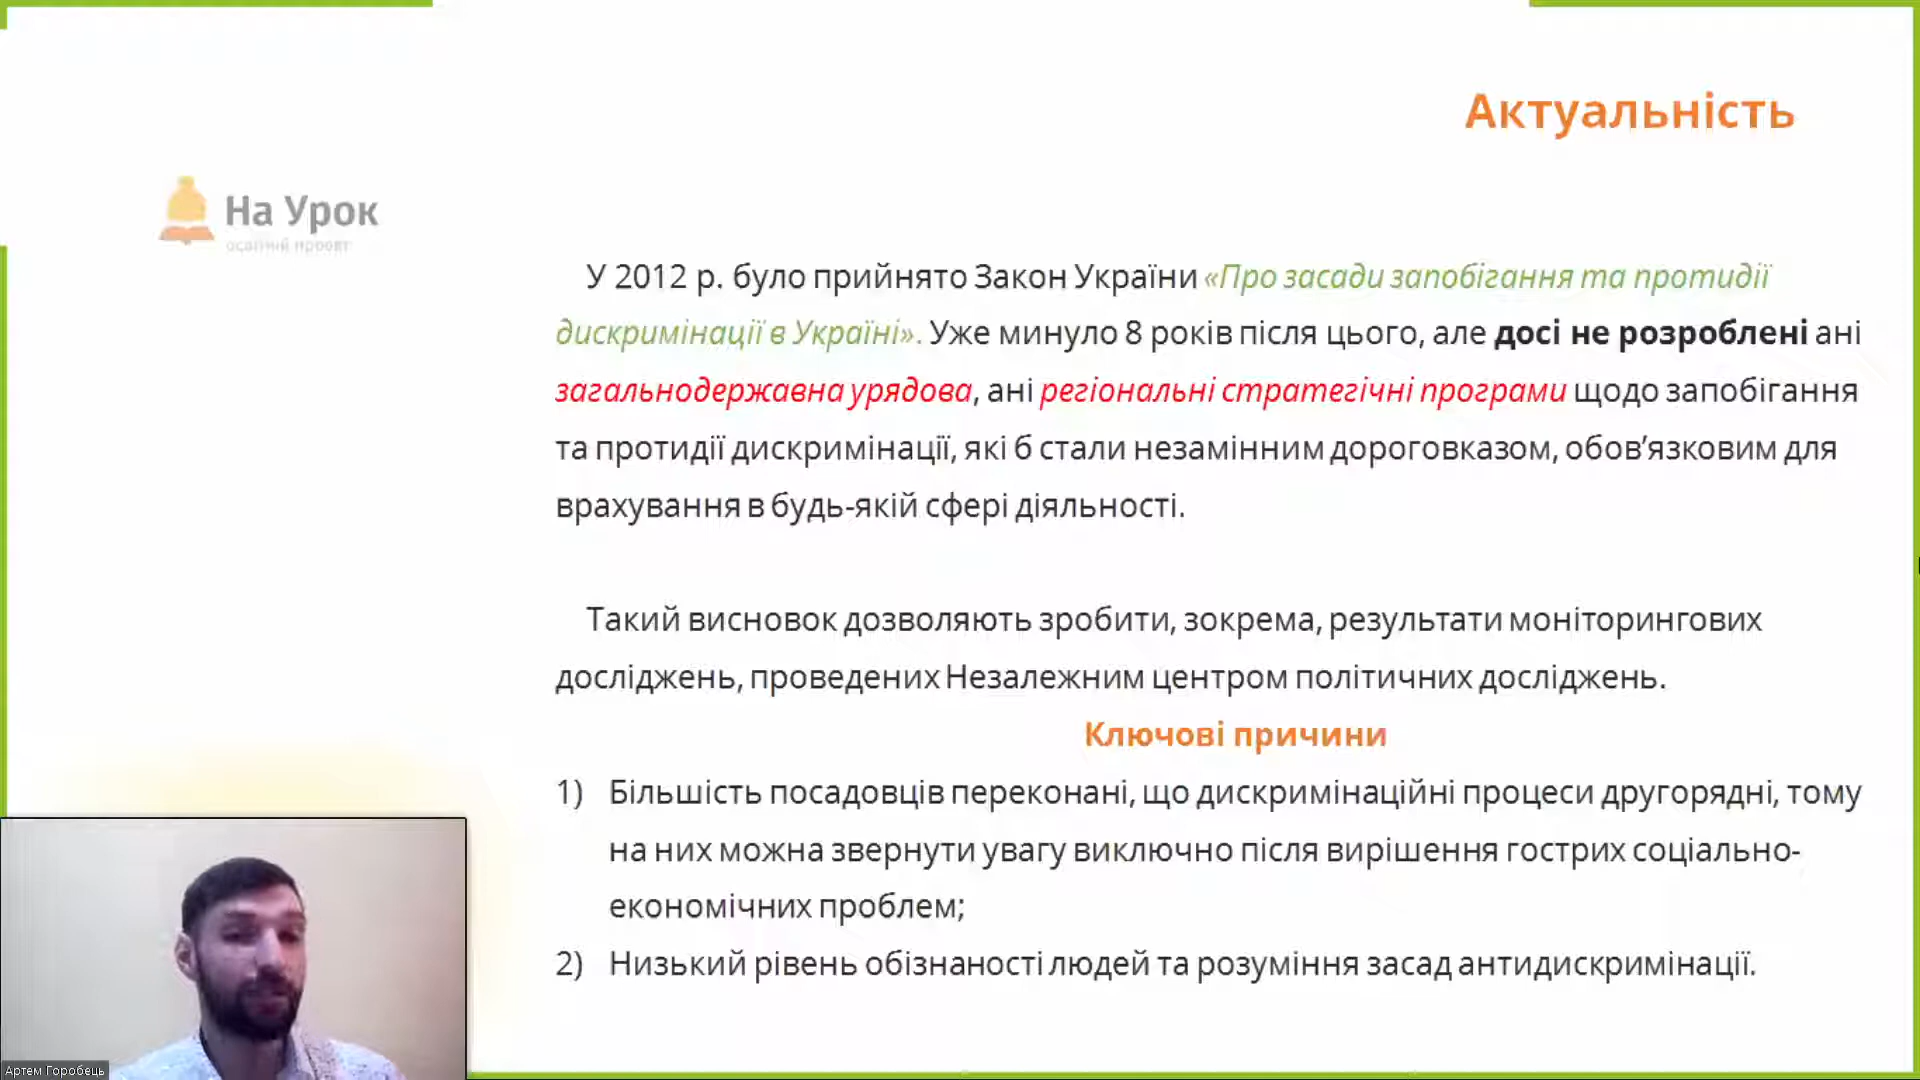 Актуальність
На Урок
освітній проект
У 2012 р. було прийнято Закон України «Про засади запобігання та протидії
дискримінації в Україні». Уже минуло 8 років після цього, але досі не розроблені ані
загальнодержавна урядова, ані регіональні стратегічні програми щодо запобігання
та протидії дискримінації, які б стали незамінним дороговказом, обов’язковим для
врахування в будь-якій сфері діяльності.
Такий висновок дозволяють зробити, зокрема, результати моніторингових
досліджень, проведених Незалежним центром політичних досліджень.
Ключові причини
1) Більшість посадовців переконані, що дискримінаційні процеси другорядні, тому
на них можна звернути увагу виключно після вирішення гострих соціально-
економічних проблем;
2) Низький рівень обізнаності людей та розуміння засад антидискримінації.
Артем Горобець